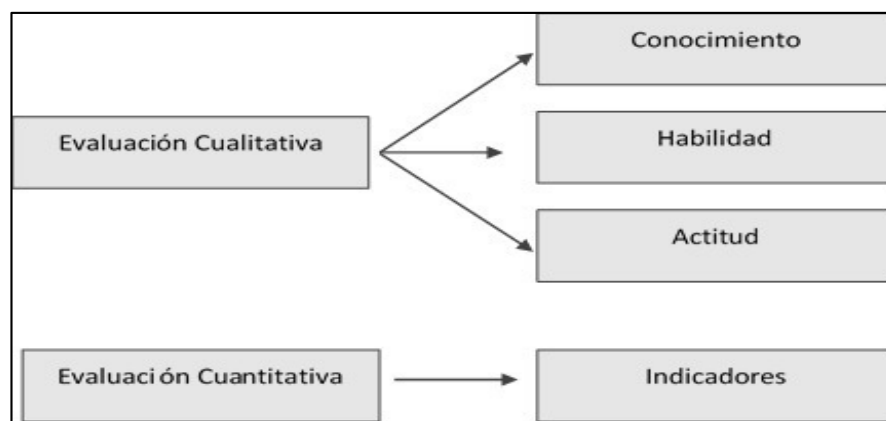 Conocimiento
Evaluación Cualitativa
Habilidad
Actitud
Evaluación Cuantitativa
Indicadores